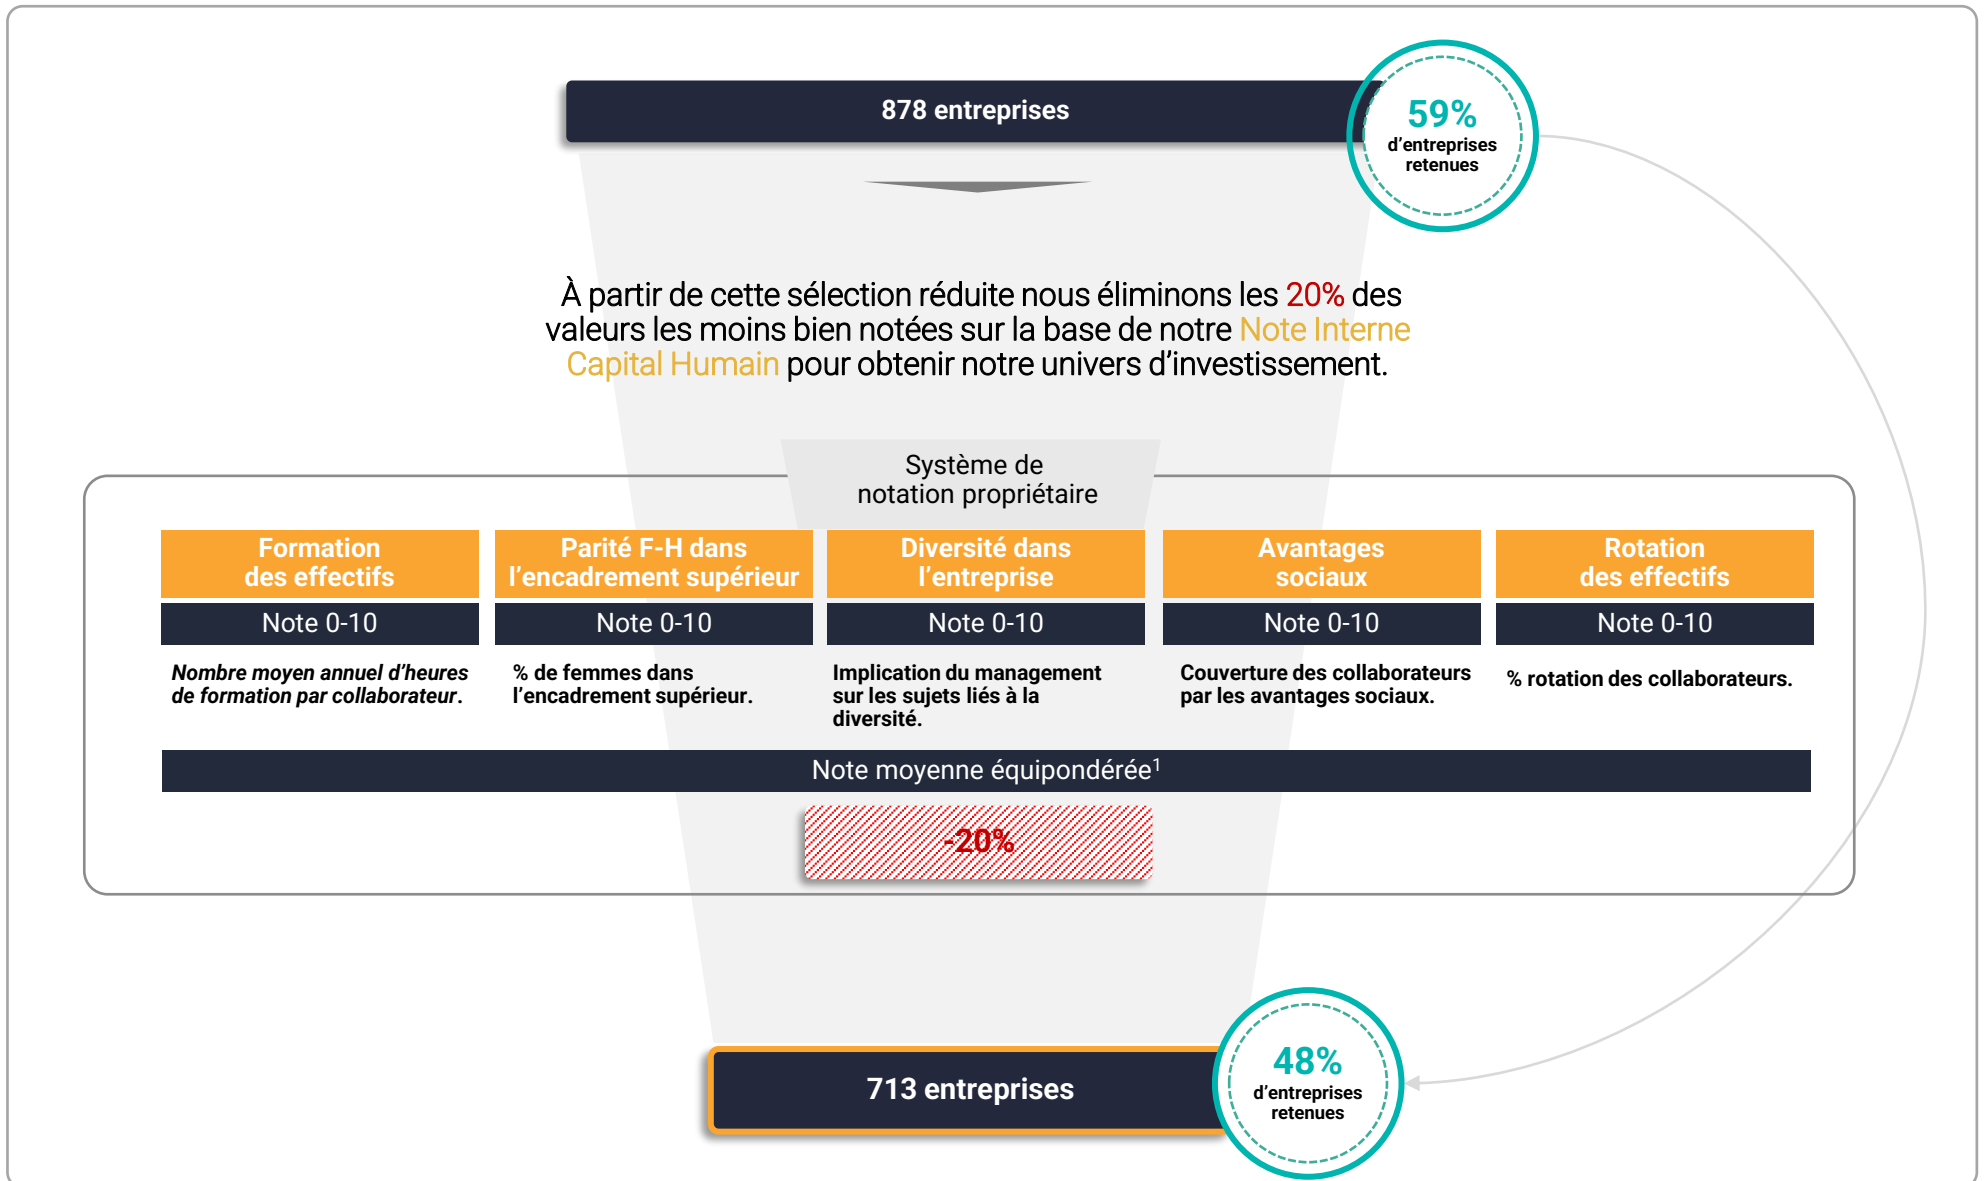 878 entreprises
59%
d'entreprises
retenues
À partir de cette sélection réduite nous éliminons les 20% des
valeurs les moins bien notées sur la base de notre Note Interne
Capital Humain pour obtenir notre univers d'investissement.
Système de
notation propriétaire
Formation
des effectifs
Note 0-10
Nombre moyen annuel d'heures
de formation par collaborateur.
Parité F-H dans
l'encadrement supérieur
Note 0-10
% de femmes dans
l'encadrement supérieur.
Diversité dans
l'entreprise
Note 0-10
Implication du management
sur les sujets liés à la
diversité.
Avantages
sociaux
Note 0-10
Couverture des collaborateurs
par les avantages sociaux.
Rotation
des effectifs
Note 0-10
% rotation des collaborateurs.
Note moyenne équipondérée¹
-20%
713 entreprises
48%
d'entreprises
retenues